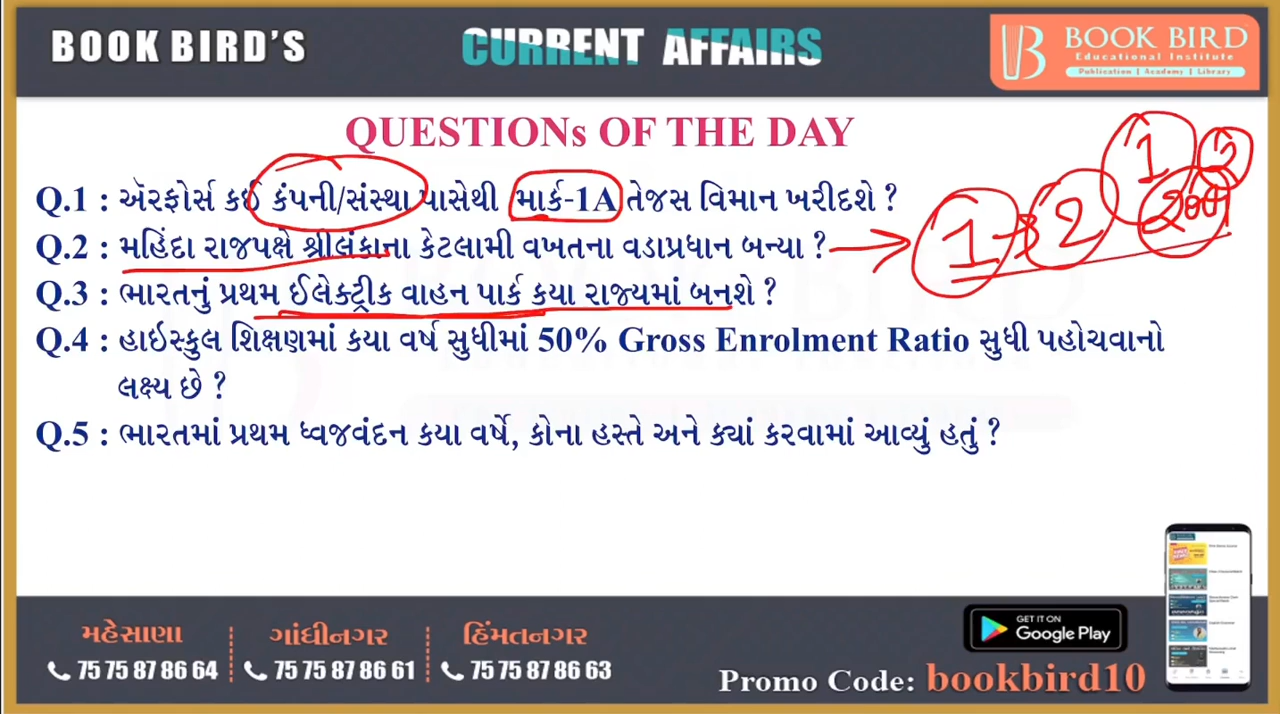 BOOK BIRD'S
CURRENT AFFAIRS
BOOK BIRD
Educational Institute
Publication | Academy | Library
QUESTIONs OF THE DAY
Q.1 : ઍરફોર્સ કઈ કંપની/સંસ્થા પાસેથી માર્ક-1A તેજસ વિમાન ખરીદશે ?
Q.2 : મહિંદા રાજપક્ષે શ્રીલંકાના કેટલામી વખતના વડાપ્રધાન બન્યા ?
Q.3 : ભારતનું પ્રથમ ઈલેક્ટ્રીક વાહન પાર્ક કયા રાજ્યમાં બનશે ?
Q.4 : હાઇસ્કુલ શિક્ષણમાં કયા વર્ષ સુધીમાં 50% Gross Enrolment Ratio સુધી પહોચવાનો
લક્ષ્ય છે ?
Q.5 : ભારતમાં પ્રથમ ધ્વજવંદન કયા વર્ષે, કોના હસ્તે અને ક્યાં કરવામાં આવ્યું હતું ?
1
1 2
મહેસાણા
75 75 87 86 64
ગાંધીનગર
75 75 87 86 61
હિંમતનગર
75 75 87 86 63
GET IT ON
Google Play
Promo Code: bookbird10